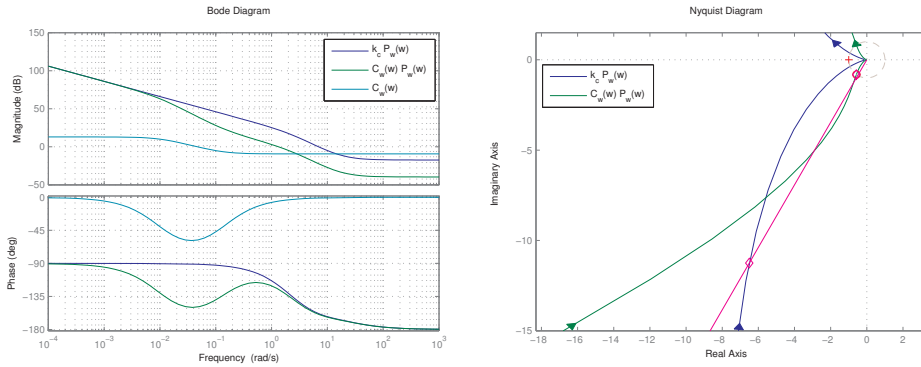 Bode Diagram
150
100
50
0
−50
Magnitude (dB)
k_c P_w(w)
C_w(w) P_w(w)
C_w(w)
0
−45
−90
−135
−180
Phase (deg)
10^−4
10^−3
10^−2
10^−1
10^0
10^1
10^2
10^3
Frequency (rad/s)
Nyquist Diagram
0
−5
−10
−15
Imaginary Axis
k_c P_w(w)
C_w(w) P_w(w)
−18
−16
−14
−12
−10
−8
−6
−4
−2
0
2
Real Axis